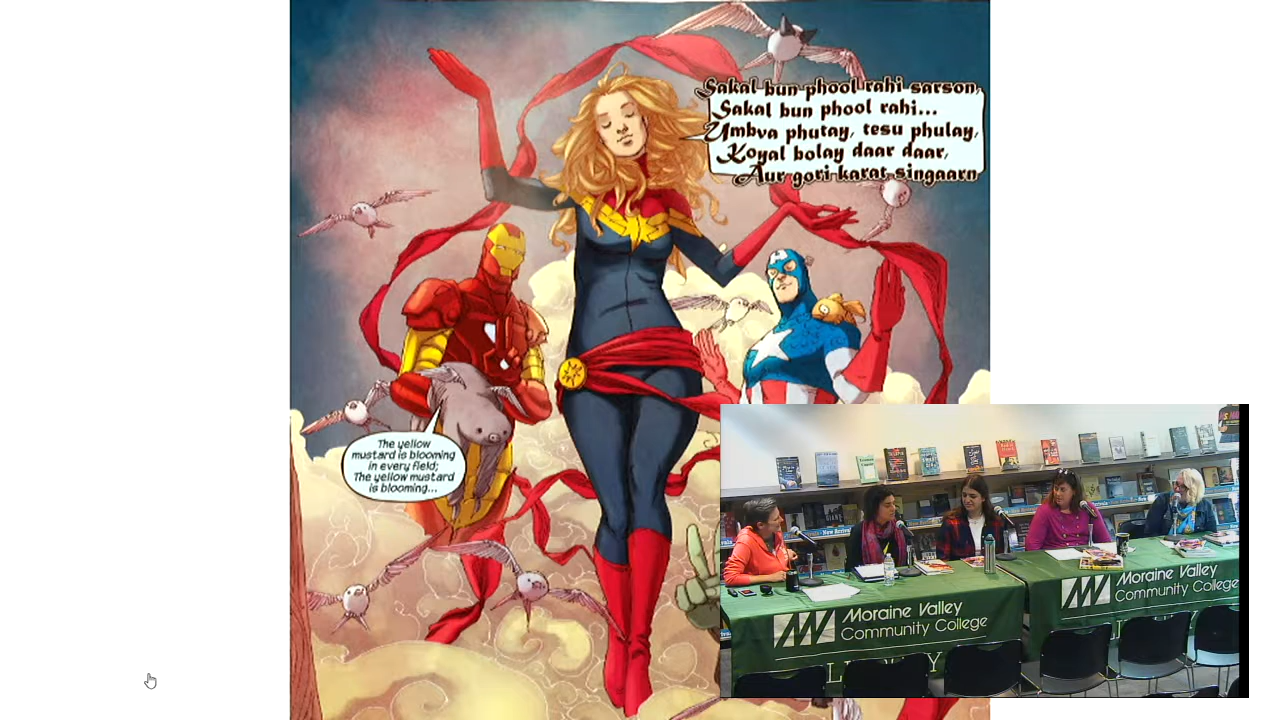 Sakal bun phool rahi sarson,
Sakal bun phool rahi...
Umbva phutay, tesu phulay,
Koyal bolay daar daar,
Aur gori karat singaarn
The yellow
mustard is blooming
in every field;
The yellow mustard
is blooming...
Moraine Valley
Community College
Moraine Valley
Community College